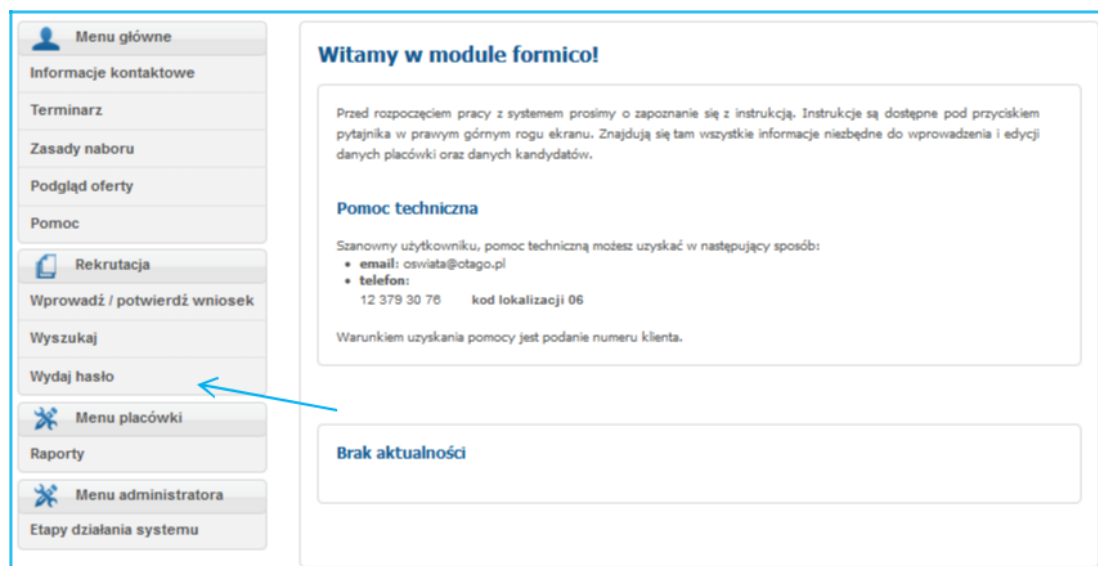 Menu główne
Informacje kontaktowe
Terminarz
Zasady naboru
Podgląd oferty
Pomoc
Rekrutacja
Wprowadź / potwierdź wniosek
Wyszukaj
Wydaj hasło
Menu placówki
Raporty
Menu administratora
Etapy działania systemu
Witamy w module formico!
Przed rozpoczęciem pracy z systemem prosimy o zapoznanie się z instrukcją. Instrukcje są dostępne pod przyciskiem
pytajnika w prawym górnym rogu ekranu. Znajdują się tam wszystkie informacje niezbędne do wprowadzenia i edycji
danych placówki oraz danych kandydatów.
Pomoc techniczna
Szanowny użytkowniku, pomoc techniczną możesz uzyskać w następujący sposób:
• email: oswiata@otago.pl
• telefon:
12 379 30 76 kod lokalizacji 06
Warunkiem uzyskania pomocy jest podanie numeru klienta.
Brak aktualności